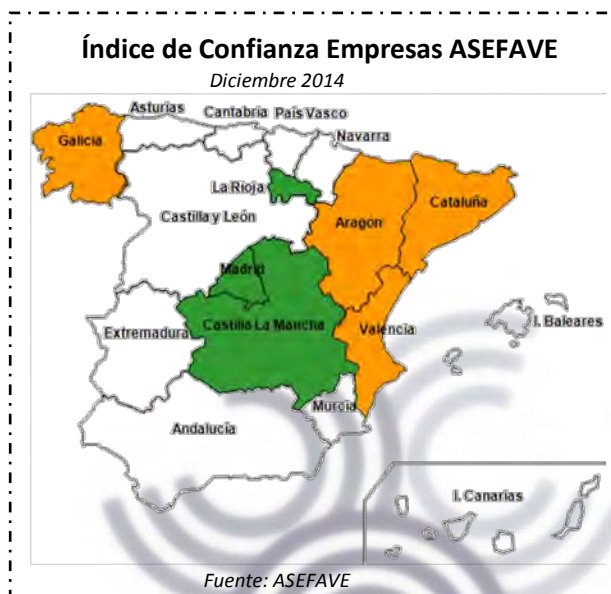 Índice de Confianza Empresas ASEFAVE
Diciembre 2014
Asturias
Cantabria
País Vasco
Galicia
Navarra
La Rioja
Cataluña
Castilla y León
Aragon
Madrid
I. Baleares
Castilla La Mancha
Valencia
Extremadura
Murcia
Andalucía
I. Canarias
Fuente: ASEFAVE